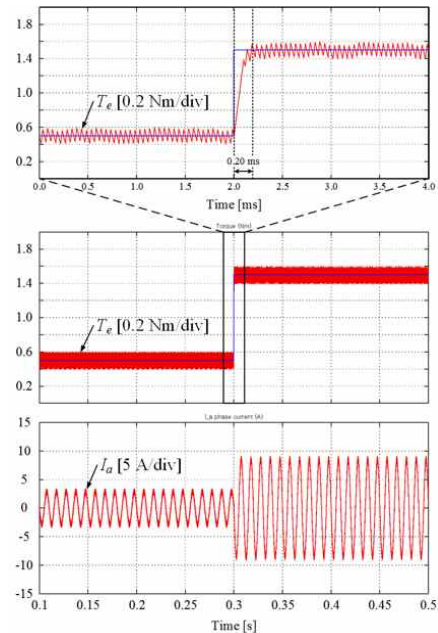 1.8
1.4
1.0
0.6
0.2
T_e [0.2 Nm/div]
0.20 ms
0.0 0.5 1.0 1.5 2.0 2.5 3.0 3.5 4.0
Time [ms]
Torque (Nm)
1.8
1.4
1.0
0.6
0.2
T_e [0.2 Nm/div]
I_a phase current (A)
15
10
5
0
-5
-10
-15
I_a [5 A/div]
0.1 0.15 0.2 0.25 0.3 0.35 0.4 0.45 0.5
Time [s]